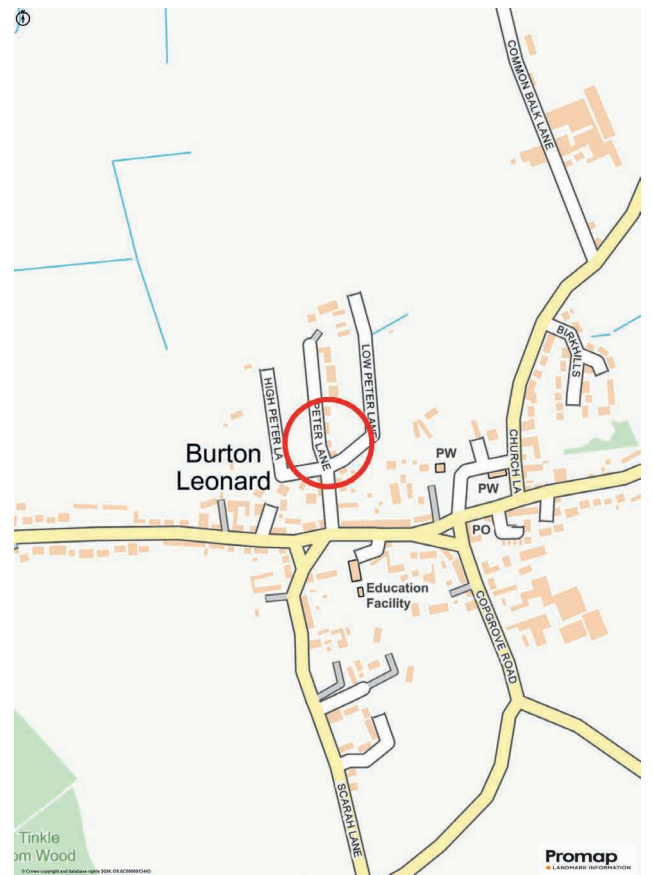 COMMON BALK LANE
BIRKHILLS
LOW PETER LANE
HIGH PETER LA
PETER LANE
Burton
Leonard
PW
CHURCH LA
PW
PO
Education
Facility
COPGROVE ROAD
SCARAH LANE
Tinkle
om Wood
Promap
LANDMARK INFORMATION